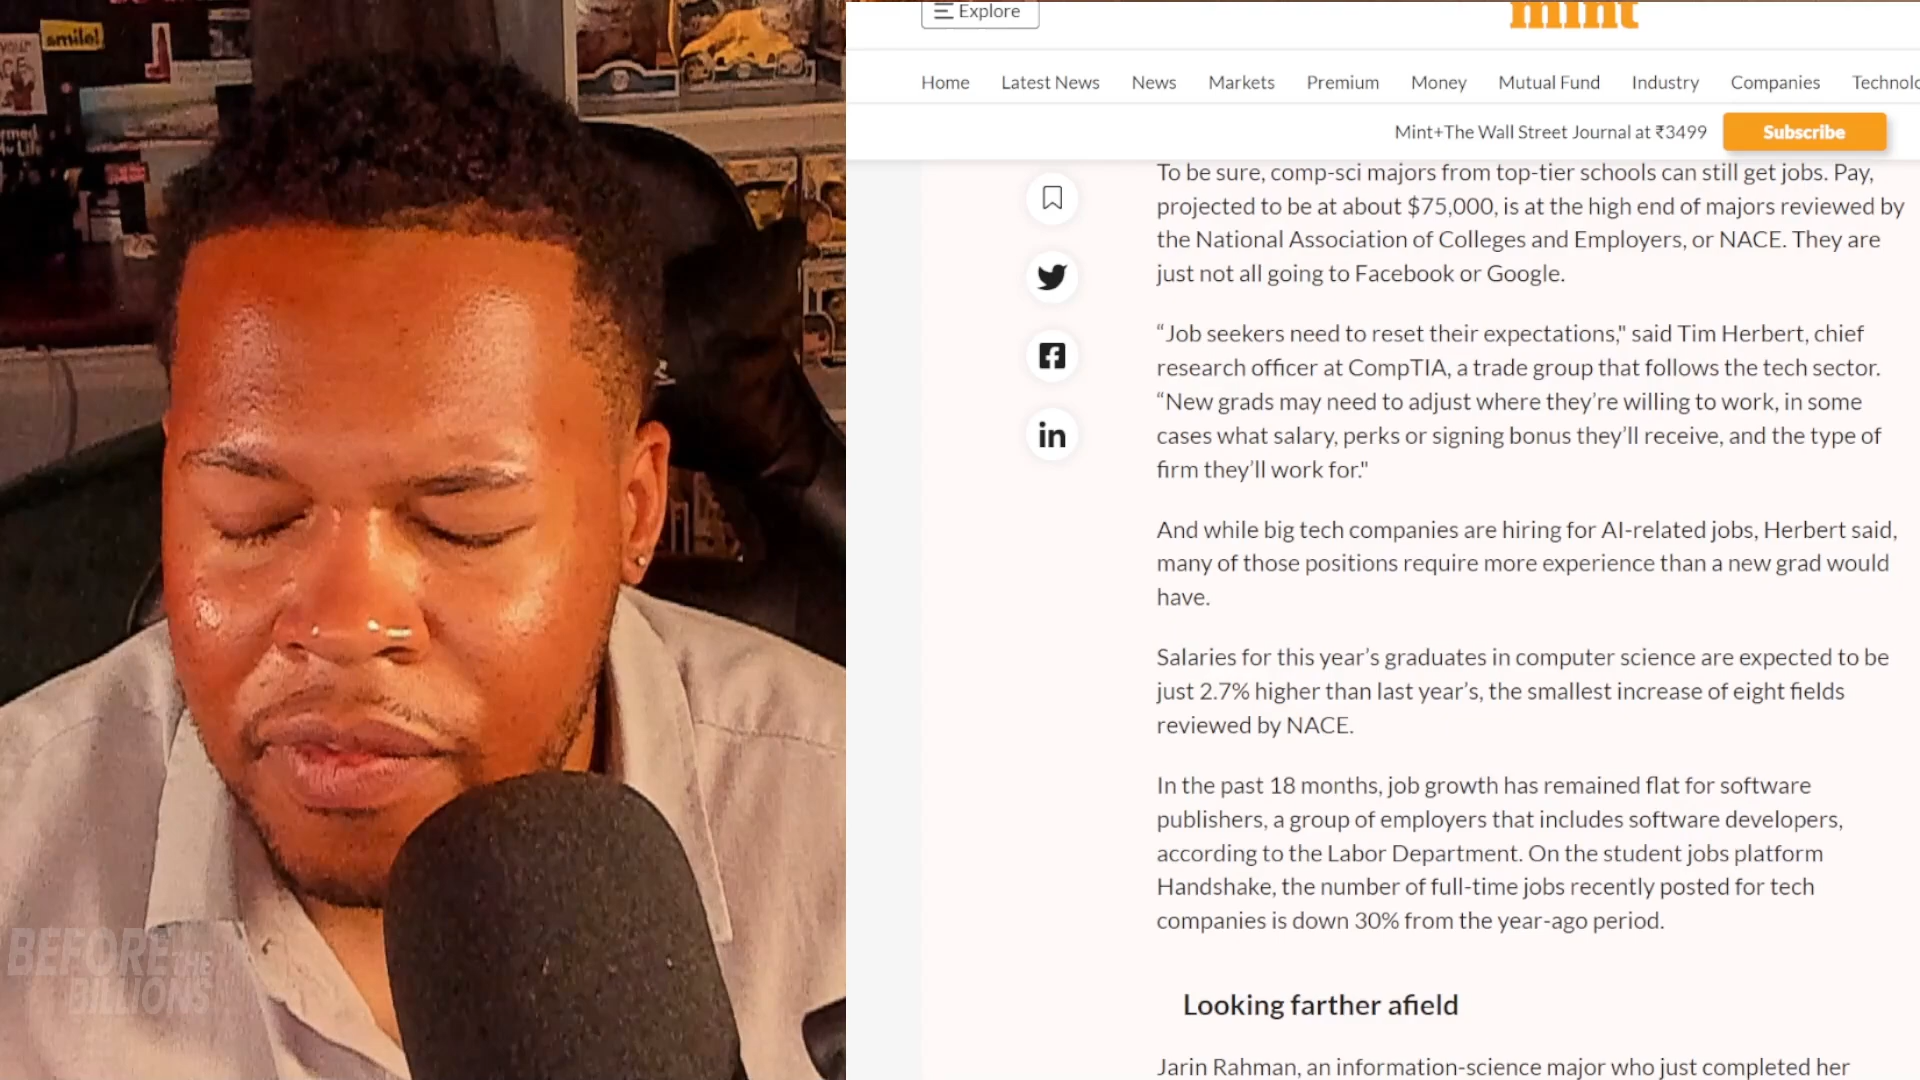 smile!
BEFORE THE
BILLIONS
Explore
mint
Home Latest News News Markets Premium Money Mutual Fund Industry Companies
Mint+The Wall Street Journal at ₹3499 Subscribe
To be sure, comp-sci majors from top-tier schools can still get jobs. Pay,
projected to be at about $75,000, is at the high end of majors reviewed by
the National Association of Colleges and Employers, or NACE. They are
just not all going to Facebook or Google.
“Job seekers need to reset their expectations," said Tim Herbert, chief
research officer at CompTIA, a trade group that follows the tech sector.
“New grads may need to adjust where they’re willing to work, in some
cases what salary, perks or signing bonus they’ll receive, and the type of
firm they’ll work for."
And while big tech companies are hiring for AI-related jobs, Herbert said,
many of those positions require more experience than a new grad would
have.
Salaries for this year’s graduates in computer science are expected to be
just 2.7% higher than last year’s, the smallest increase of eight fields
reviewed by NACE.
In the past 18 months, job growth has remained flat for software
publishers, a group of employers that includes software developers,
according to the Labor Department. On the student jobs platform
Handshake, the number of full-time jobs recently posted for tech
companies is down 30% from the year-ago period.
Looking farther afield
Jarin Rahman, an information-science major who just completed her